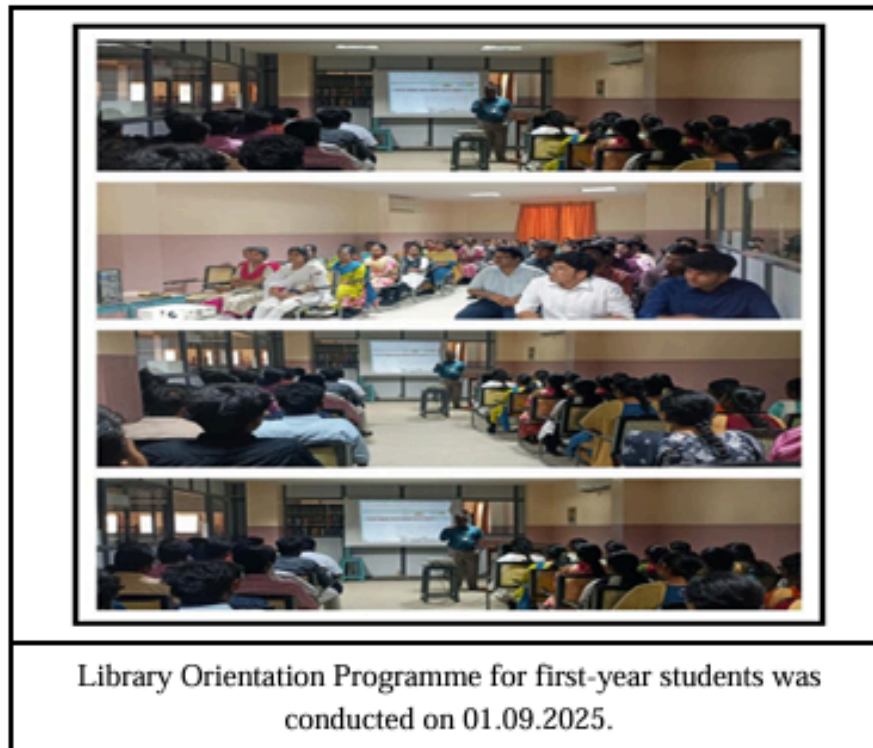 Library Orientation Programme for first-year students was
conducted on 01.09.2025.